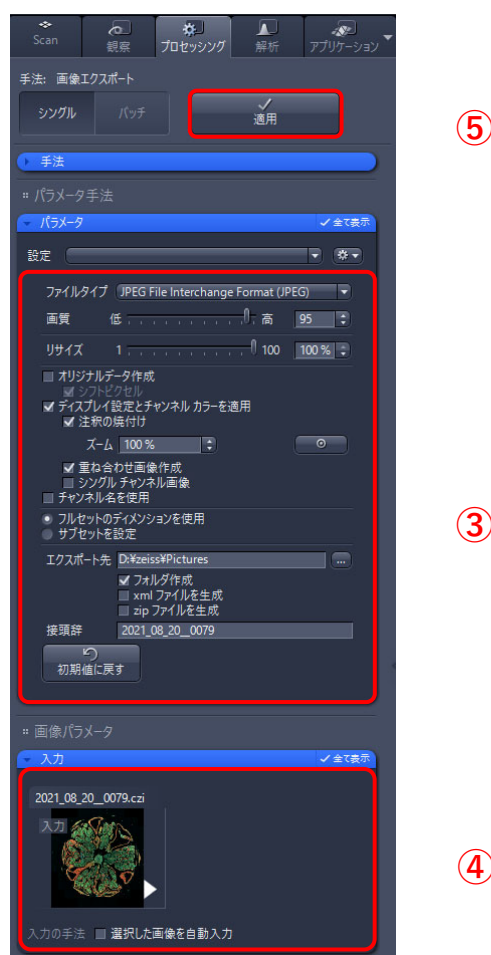 Scan 観察 プロセッシング 解析 アプリケーション
手法: 画像エクスポート
シングル バッチ 適用
⑤
手法
パラメータ手法
パラメータ 全て表示
設定
ファイルタイプ JPEG File Interchange Format (JPEG)
画質 低 高 95
リサイズ 1 100 100 %
オリジナルデータ作成
シフトピクセル
ディスプレイ設定とチャンネル カラーを適用
注釈の焼付け
ズーム 100 %
重ね合わせ画像作成
シングル チャンネル画像
チャンネル名を使用
フルセットのディメンションを使用
③
サブセットを設定
エクスポート先 D:¥zeiss¥Pictures ...
フォルダ作成
xml ファイルを生成
zip ファイルを生成
接頭辞 2021_08_20__0079
初期値に戻す
画像パラメータ
入力 全て表示
2021_08_20__0079.czi
入力
④
入力の手法 選択した画像を自動入力